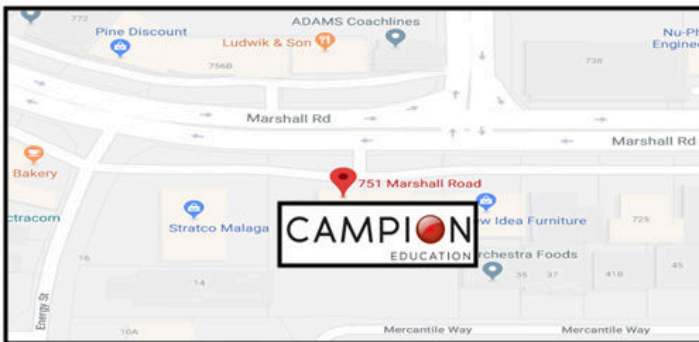 772
ADAMS Coachlines
Pine Discount
Ludwik & Son
Nu-Ph
Engine
756B
738
Marshall Rd
Marshall Rd
Bakery
751 Marshall Road
ctracom
Stratco Malaga
CAMPION
EDUCATION
ew Idea Furniture
725
rchestra Foods
16
14
35
37
41B
45
Energy St
10A
Mercantile Way
Mercantile Way